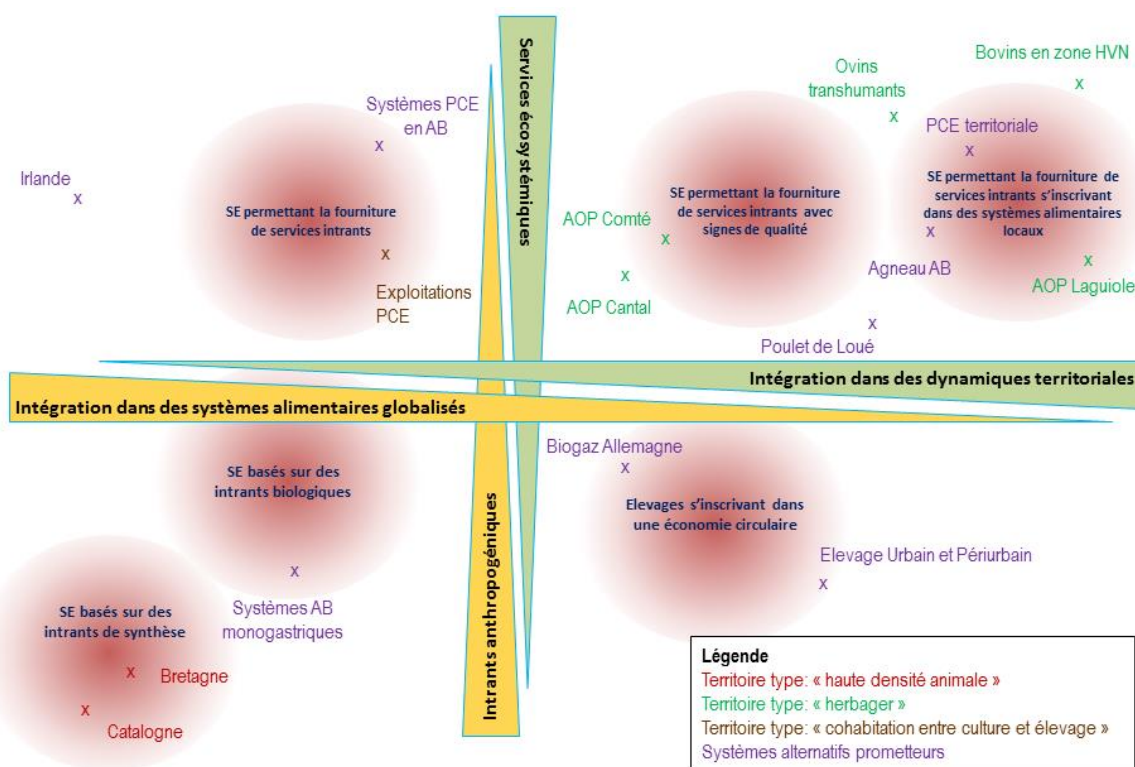 Services écosystémiques
Bovins en zone HVN
x
Ovins
transhumants
x
Systèmes PCE
en AB
x
PCE territoriale
x
Irlande
x
SE permettant la fourniture
de services intrants
SE permettant la fourniture
de services intrants avec
signes de qualité
SE permettant la fourniture de
services intrants s'inscrivant
dans des systèmes alimentaires
locaux
AOP Comté
x
x
Exploitations
PCE
x
AOP Cantal
x
Agneau AB
x
AOP Laguiole
x
Poulet de Loué
Intégration dans des dynamiques territoriales
Intégration dans des systèmes alimentaires globalisés
Biogaz Allemagne
x
SE basés sur des
intrants biologiques
Elevages s'inscrivant dans
une économie circulaire
Intrants anthropogéniques
Elevage Urbain et Périurbain
x
x
Systèmes AB
monogastriques
SE basés sur des
intrants de synthèse
x
Bretagne
x
Catalogne
Légende
Territoire type: « haute densité animale »
Territoire type: « herbager »
Territoire type: « cohabitation entre culture et élevage »
Systèmes alternatifs prometteurs